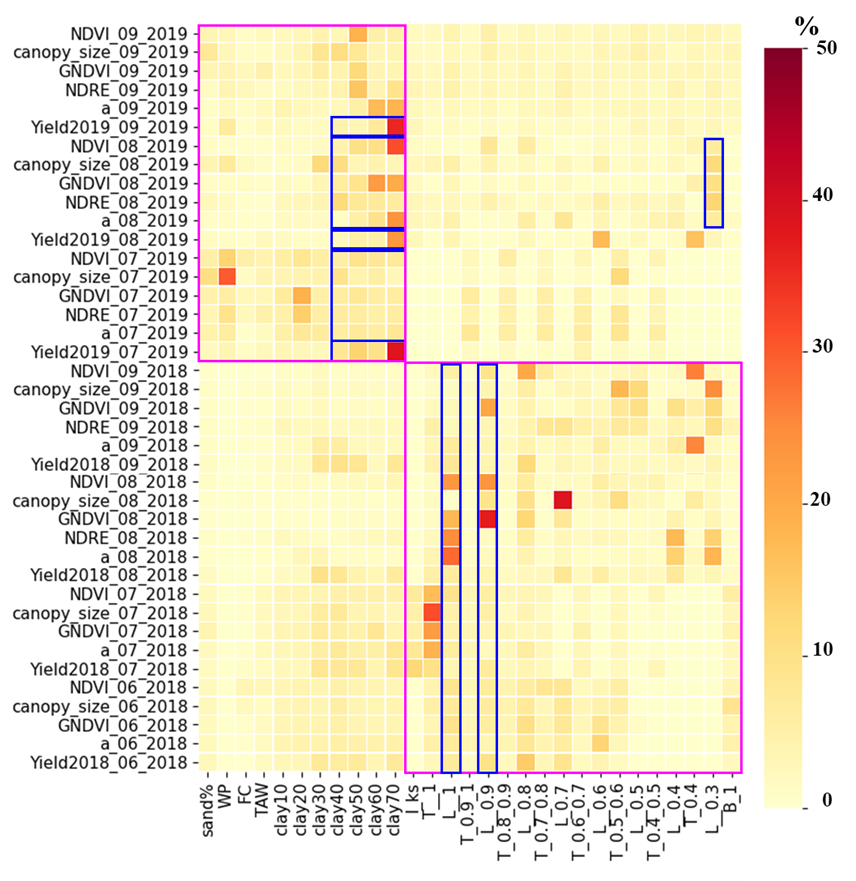 %
50
NDVI_09_2019
canopy_size_09_2019
GNDVI_09_2019
NDRE_09_2019
a_09_2019
Yield2019_09_2019
NDVI_08_2019
canopy_size_08_2019
GNDVI_08_2019
NDRE_08_2019
a_08_2019
Yield2019_08_2019
NDVI_07_2019
canopy_size_07_2019
GNDVI_07_2019
NDRE_07_2019
a_07_2019
Yield2019_07_2019
NDVI_09_2018
canopy_size_09_2018
GNDVI_09_2018
NDRE_09_2018
a_09_2018
Yield2018_09_2018
NDVI_08_2018
canopy_size_08_2018
GNDVI_08_2018
NDRE_08_2018
a_08_2018
Yield2018_08_2018
NDVI_07_2018
canopy_size_07_2018
GNDVI_07_2018
a_07_2018
Yield2018_07_2018
NDVI_06_2018
canopy_size_06_2018
GNDVI_06_2018
a_06_2018
Yield2018_06_2018
40
30
20
10
0
sand%
WP
FC
TAW
clay10
clay20
clay30
clay40
clay50
clay60
clay70
I_ks
T_1
L_1
T_0.9_1
L_0.9
T_0.8_0.9
L_0.8
T_0.7_0.8
L_0.7
T_0.6_0.7
L_0.6
T_0.5_0.6
L_0.5
T_0.4_0.5
L_0.4
T_0.4
L_0.3
B_1